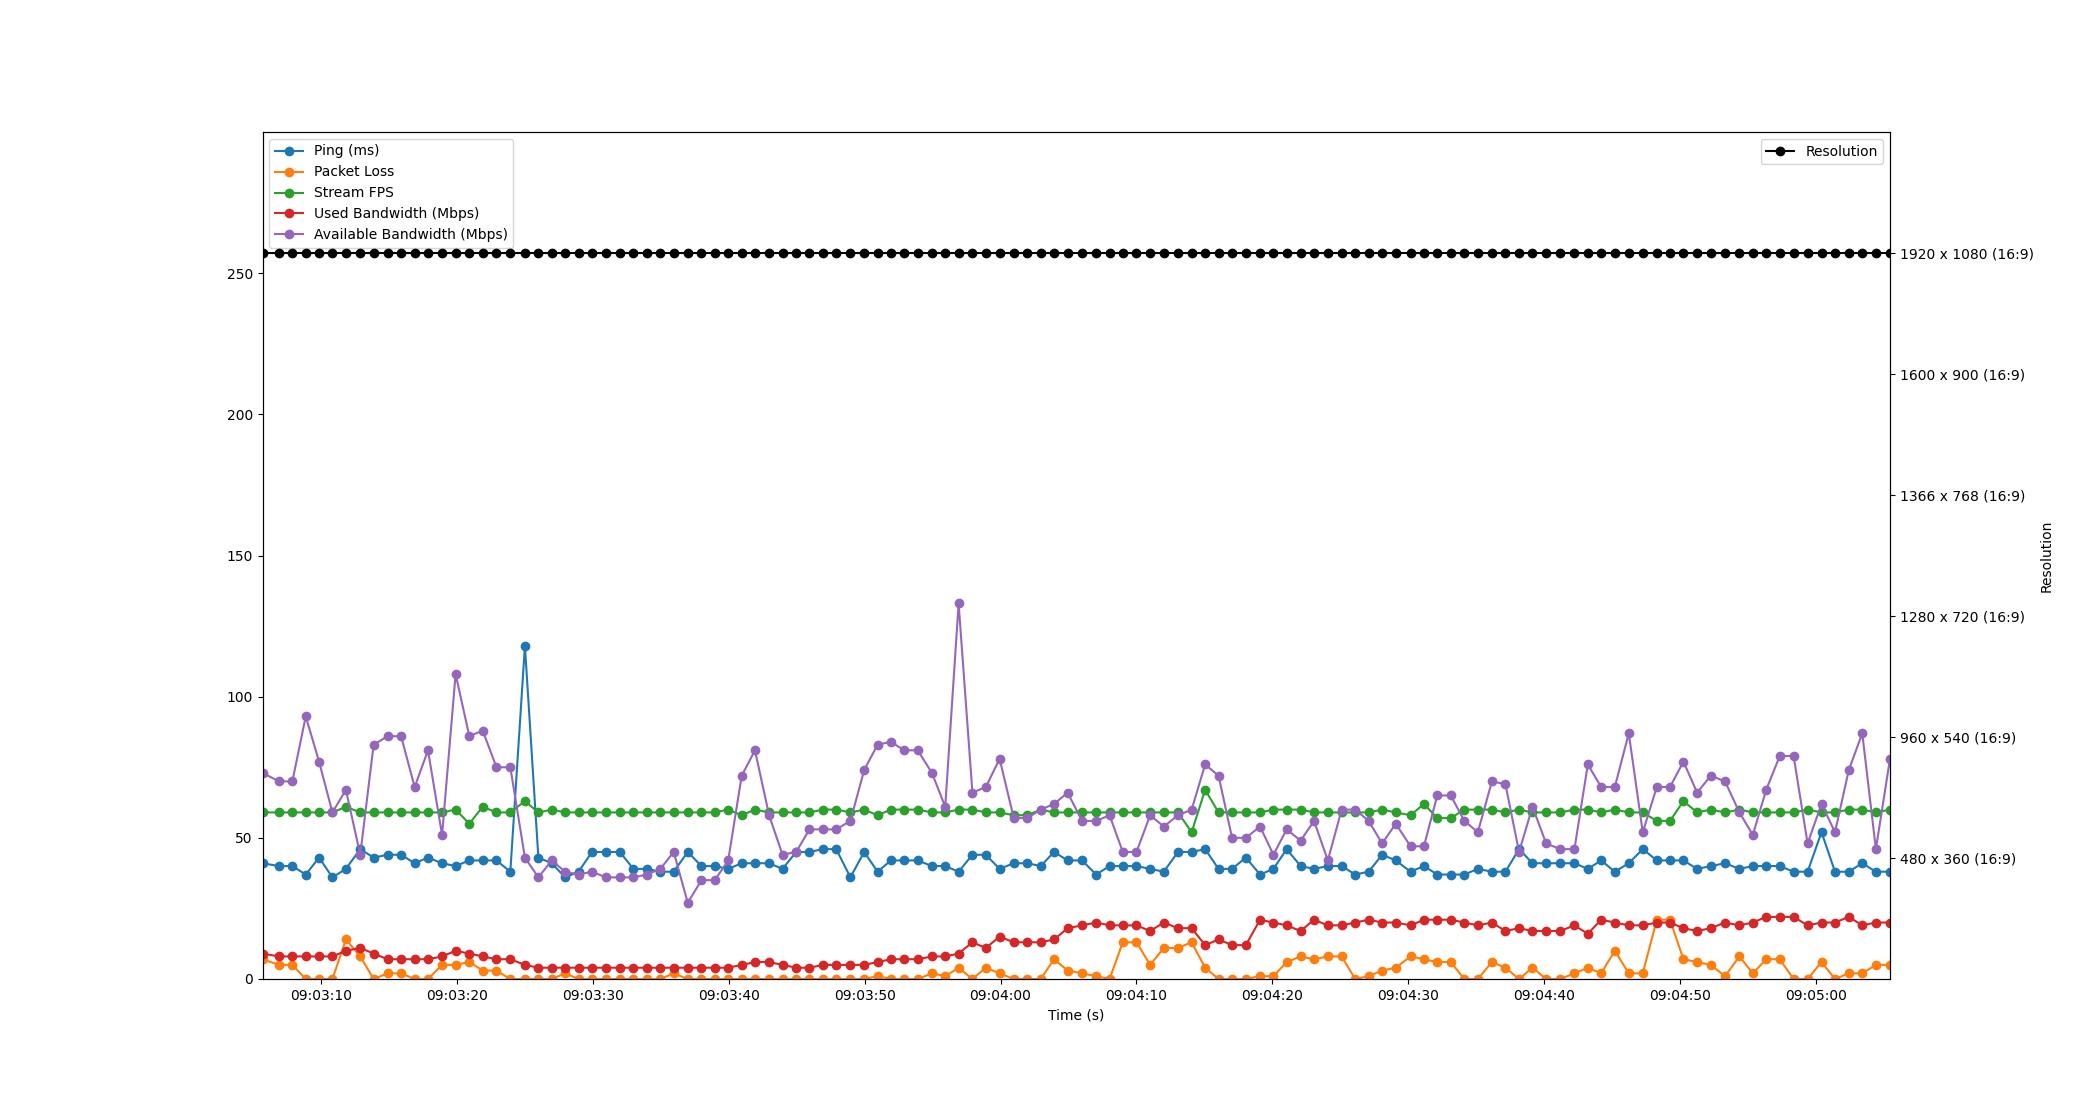 Ping (ms)
Packet Loss
Stream FPS
Used Bandwidth (Mbps)
Available Bandwidth (Mbps)
Resolution
250
200
150
100
50
0
1920 x 1080 (16:9)
1600 x 900 (16:9)
1366 x 768 (16:9)
1280 x 720 (16:9)
960 x 540 (16:9)
480 x 360 (16:9)
Resolution
09:03:10 09:03:20 09:03:30 09:03:40 09:03:50 09:04:00 09:04:10 09:04:20 09:04:30 09:04:40 09:04:50 09:05:00
Time (s)